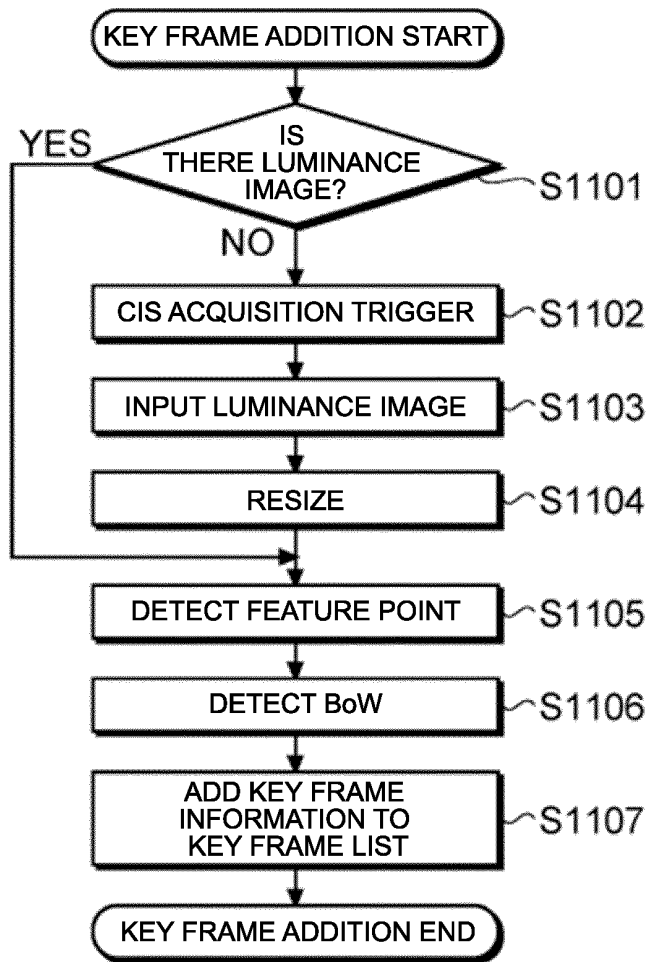 KEY FRAME ADDITION START
IS
THERE LUMINANCE
IMAGE?
YES
S1101
NO
CIS ACQUISITION TRIGGER
S1102
INPUT LUMINANCE IMAGE
S1103
RESIZE
S1104
DETECT FEATURE POINT
S1105
DETECT BoW
S1106
ADD KEY FRAME
INFORMATION TO
KEY FRAME LIST
S1107
KEY FRAME ADDITION END